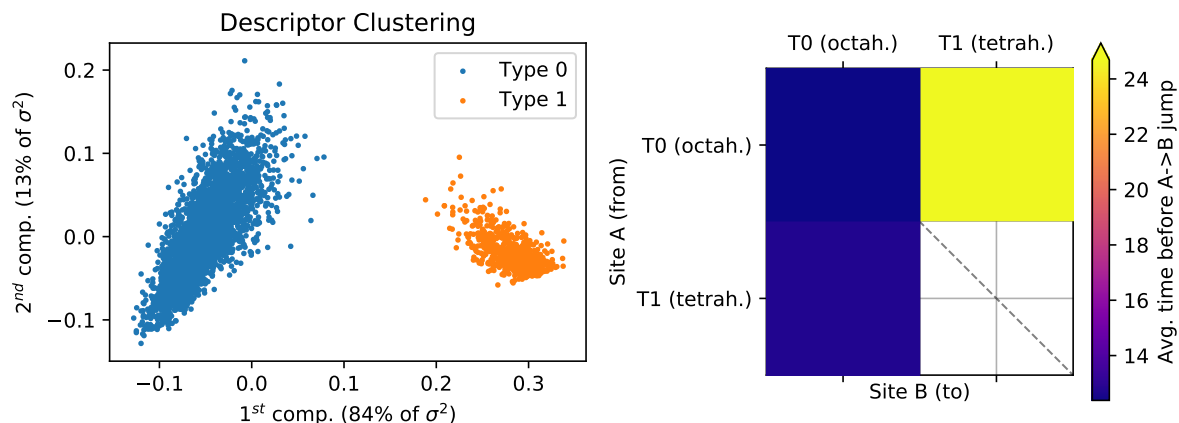 Descriptor Clustering
Type 0
Type 1
0.2
0.1
0.0
−0.1
2nd comp. (13% of σ2)
−0.1
0.0
0.1
0.2
0.3
1st comp. (84% of σ2)
T0 (octah.)
T1 (tetrah.)
T0 (octah.)
T1 (tetrah.)
Site A (from)
Site B (to)
24
22
20
18
16
14
Avg. time before A->B jump